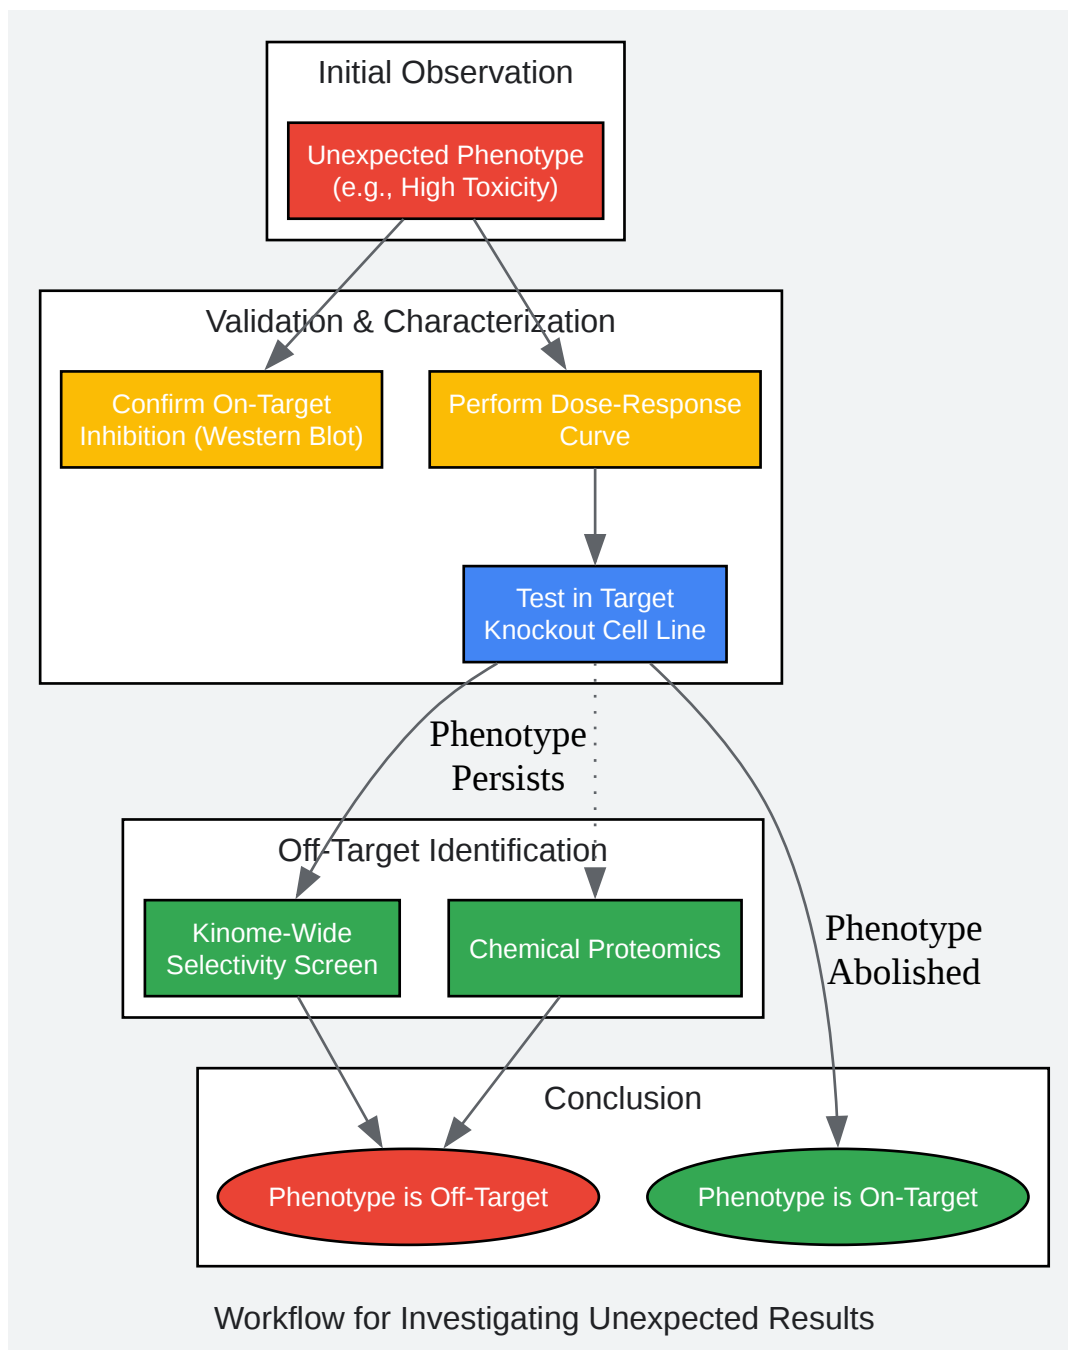 Initial Observation
Unexpected Phenotype
(e.g., High Toxicity)
Validation & Characterization
Confirm On-Target
Inhibition (Western Blot)
Perform Dose-Response
Curve
Test in Target
Knockout Cell Line
Phenotype
Persists
Off-Target Identification
Kinome-Wide
Selectivity Screen
Chemical Proteomics
Phenotype
Abolished
Conclusion
Phenotype is Off-Target
Phenotype is On-Target
Workflow for Investigating Unexpected Results